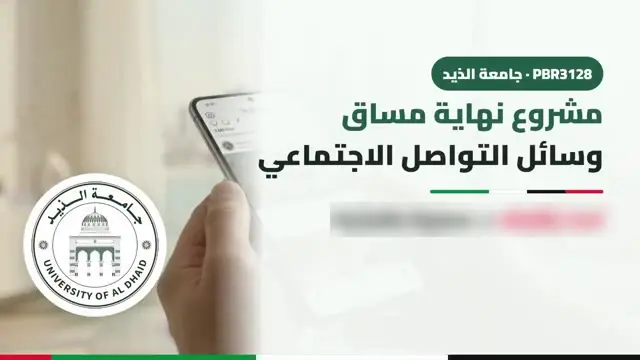 PBR3128 - جامعة الذيد
مشروع نهاية مساق
وسائل التواصل الاجتماعي
جامعة الذيد
UNIVERSITY OF AL DHAID